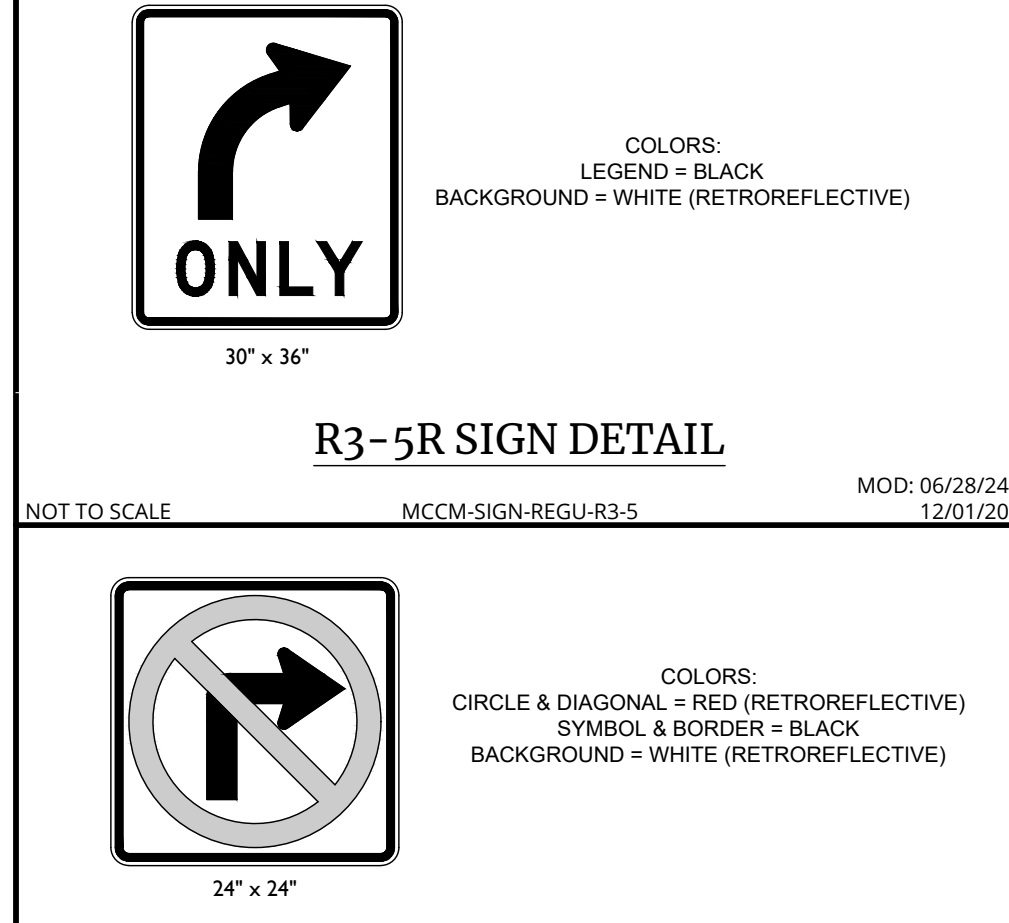 ONLY
COLORS:
LEGEND = BLACK
BACKGROUND = WHITE (RETROREFLECTIVE)
30" x 36"
R3-5R SIGN DETAIL
MOD: 06/28/24
NOT TO SCALE MCCM-SIGN-REGU-R3-5 12/01/20
COLORS:
CIRCLE & DIAGONAL = RED (RETROREFLECTIVE)
SYMBOL & BORDER = BLACK
BACKGROUND = WHITE (RETROREFLECTIVE)
24" x 24"